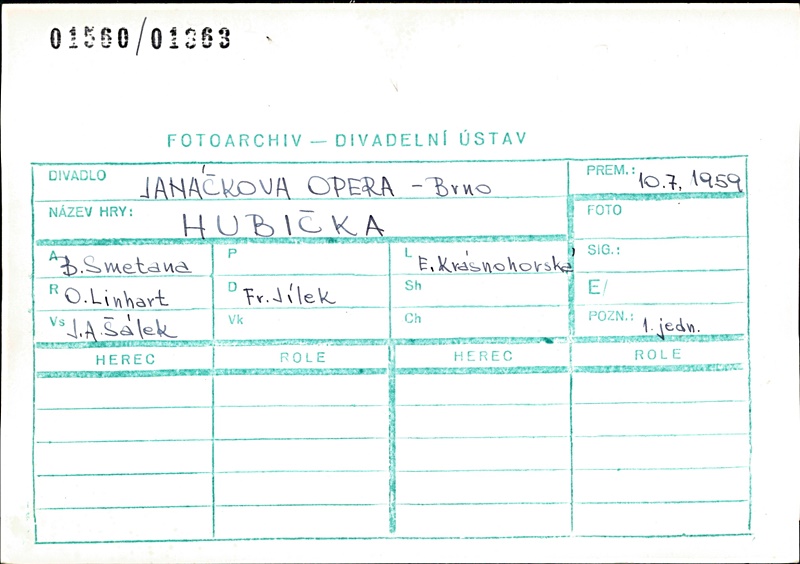 01560/01363
FOTOARCHIV — DIVADELNÍ ÚSTAV
DIVADLO JANÁČKOVA OPERA - Brno
PREM.: 10.7.1959
NÁZEV HRY: HUBIČKA
FOTO
A B.Smetana
P
L E.Krásnohorská
SIG.:
R O.Linhart
D Fr.Jílek
Sh
E/
Vs J.A.Šálek
Vk
Ch
POZN.: 1.jedn.
HEREC ROLE HEREC ROLE